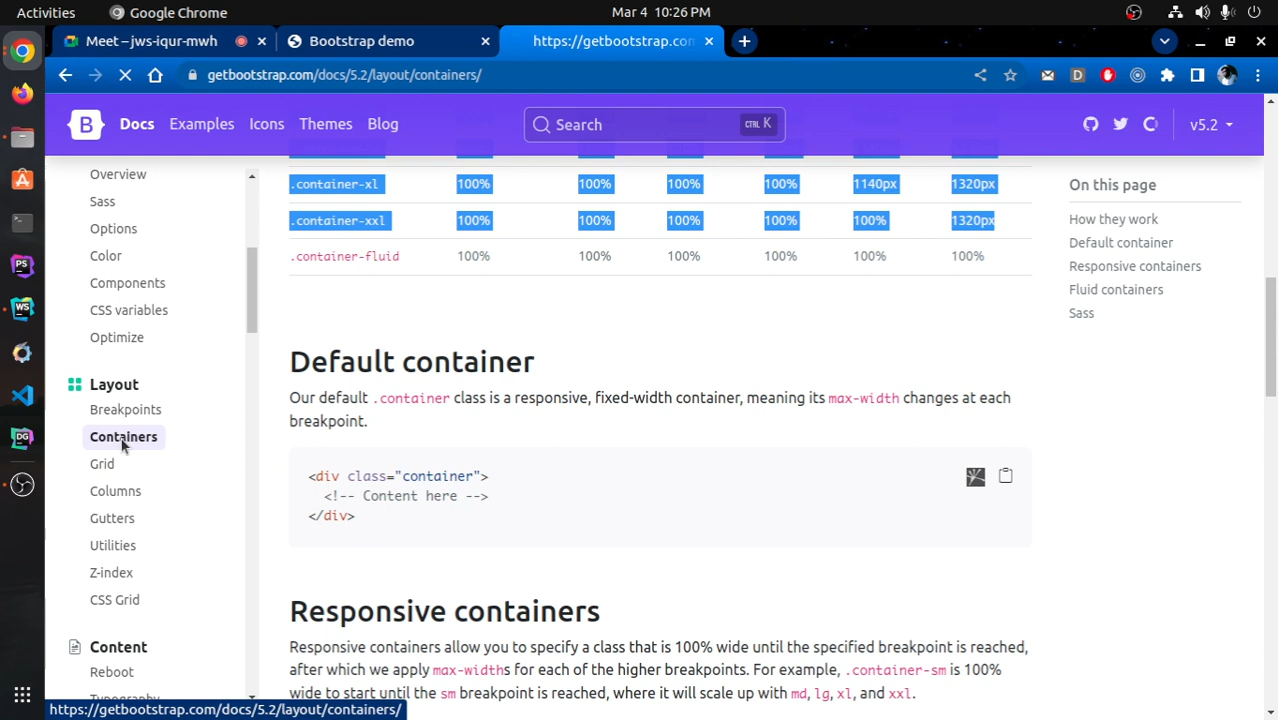 Activities
Google Chrome
Mar 4 10:26 PM
Meet – jws-iqur-mwh
Bootstrap demo
https://getbootstrap.com
getbootstrap.com/docs/5.2/layout/containers/
B
Docs
Examples
Icons
Themes
Blog
Search
CTRL K
v5.2
Overview
Sass
Options
Color
Components
CSS variables
Optimize
Layout
Breakpoints
Containers
Grid
Columns
Gutters
Utilities
Z-index
CSS Grid
Content
Reboot
Typography
.container-xl 100% 100% 100% 100% 1140px 1320px
.container-xxl 100% 100% 100% 100% 100% 1320px
.container-fluid 100% 100% 100% 100% 100% 100%
Default container
Our default .container class is a responsive, fixed-width container, meaning its max-width changes at each
breakpoint.
<div class="container">
<!-- Content here -->
</div>
Responsive containers
Responsive containers allow you to specify a class that is 100% wide until the specified breakpoint is reached,
after which we apply max-widths for each of the higher breakpoints. For example, .container-sm is 100%
wide to start until the sm breakpoint is reached, where it will scale up with md, lg, xl, and xxl.
On this page
How they work
Default container
Responsive containers
Fluid containers
Sass
https://getbootstrap.com/docs/5.2/layout/containers/
PS
WS
DG
D